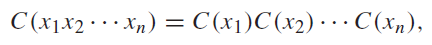 C(x₁x₂ ⋯ xₙ) = C(x₁)C(x₂) ⋯ C(xₙ),